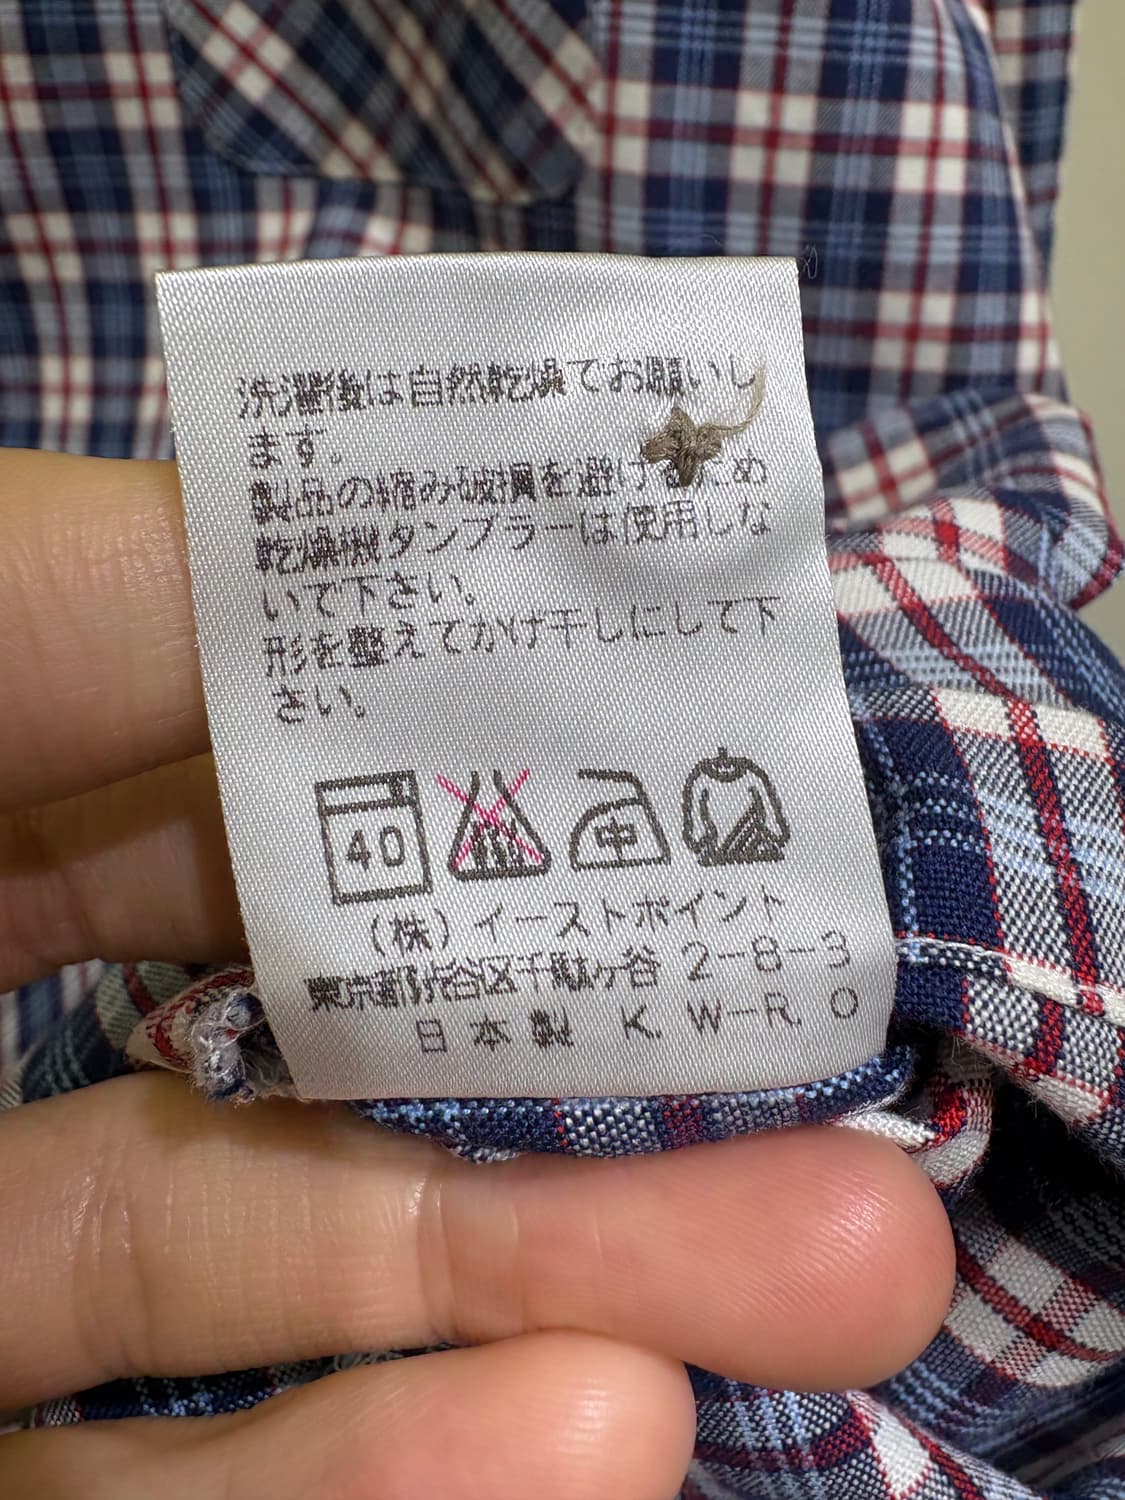 洗濯後は自然乾燥でお願いし
ます。
製品の縮み破損を避けるため
乾燥機タンブラーは使用しな
いで下さい。
形を整えてかげ干しにして下
さい。
40 中
(株)イーストポイント
東京都渋谷区千駄ヶ谷 2-8-3
日本製 K W-R O